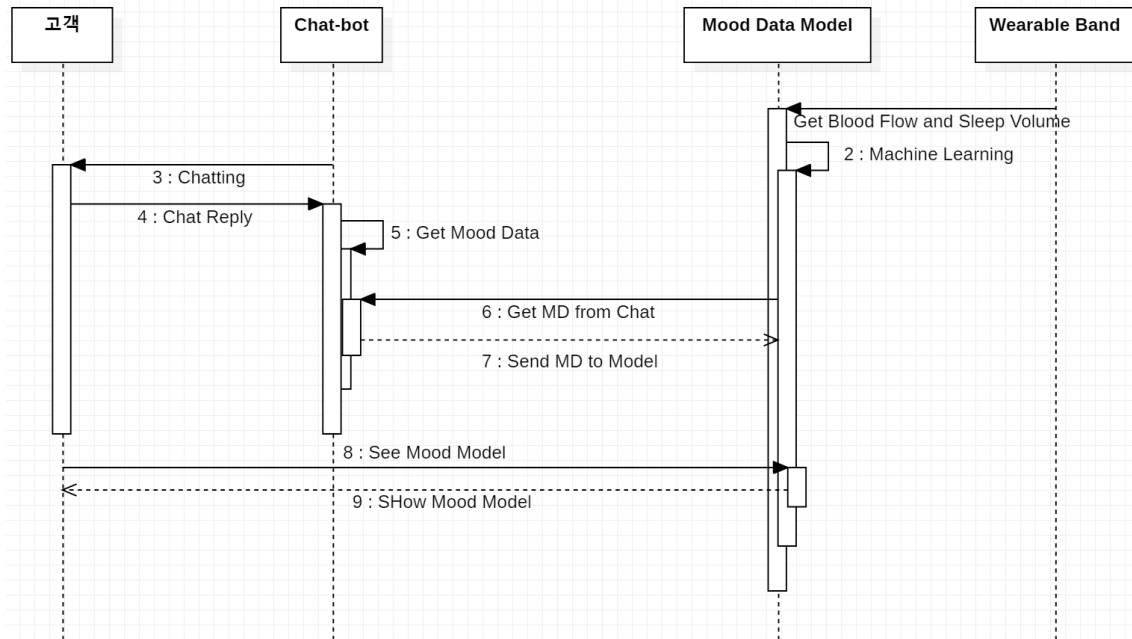 고객
Chat-bot
Mood Data Model
Wearable Band
Get Blood Flow and Sleep Volume
2 : Machine Learning
3 : Chatting
4 : Chat Reply
5 : Get Mood Data
6 : Get MD from Chat
7 : Send MD to Model
8 : See Mood Model
9 : SHow Mood Model